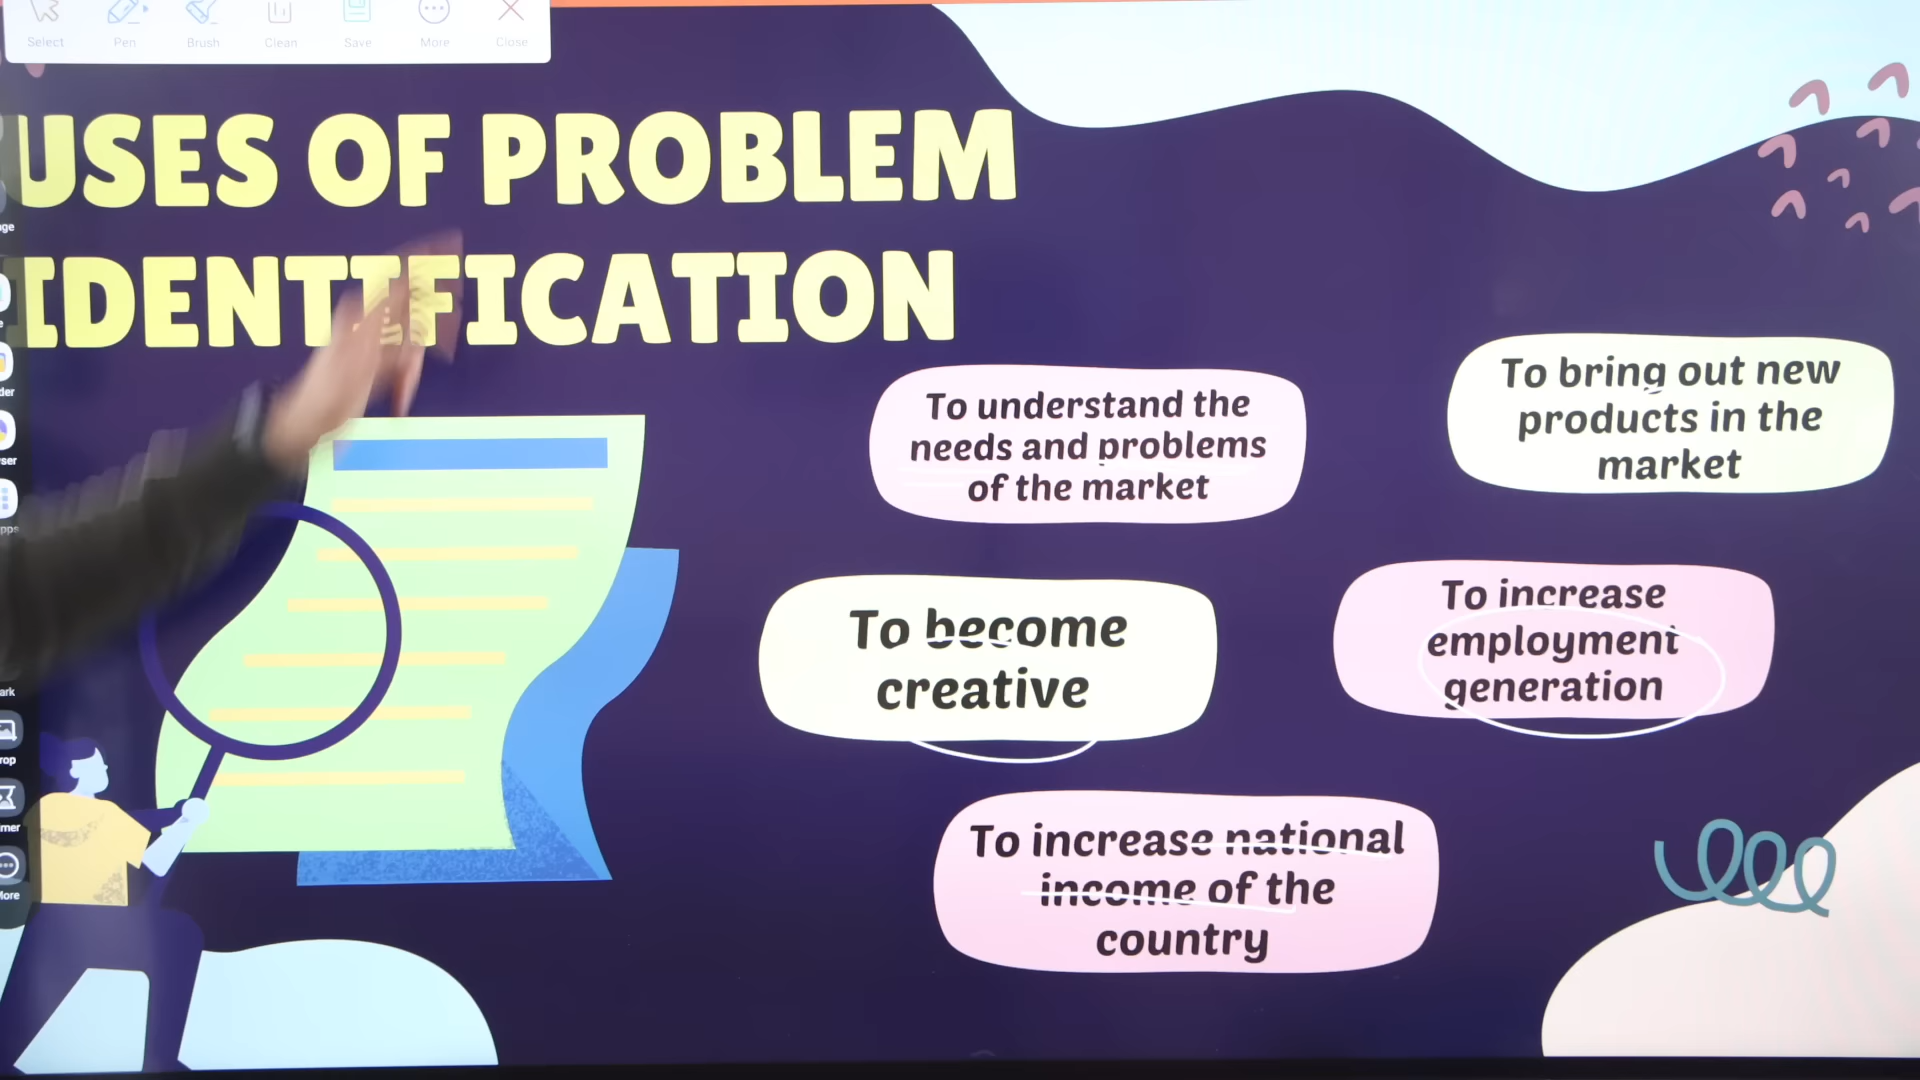 Select
Pen
Brush
Clean
Save
More
Close
USES OF PROBLEM
IDENTIFICATION
To understand the
needs and problems
of the market
To bring out new
products in the
market
To become
creative
To increase
employment
generation
To increase national
income of the
country
More